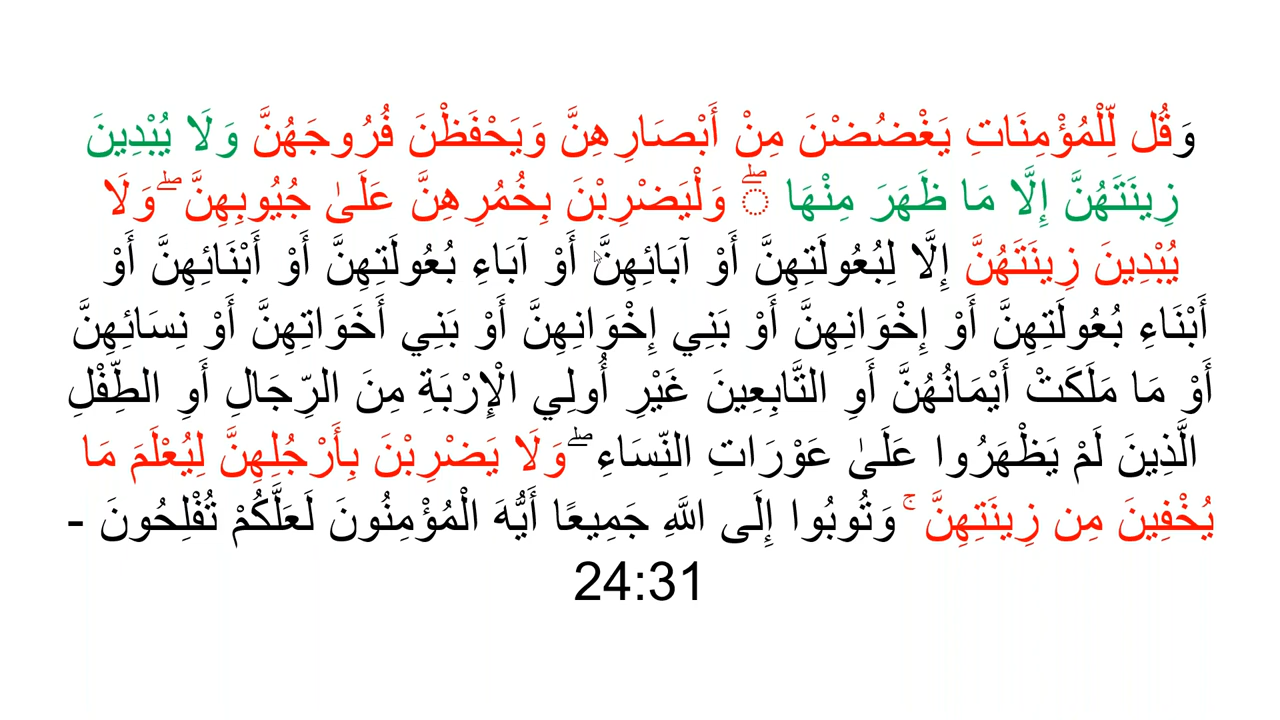 وَقُل لِّلْمُؤْمِنَاتِ يَغْضُضْنَ مِنْ أَبْصَارِهِنَّ وَيَحْفَظْنَ فُرُوجَهُنَّ وَلَا يُبْدِينَ
زِينَتَهُنَّ إِلَّا مَا ظَهَرَ مِنْهَا ۖ وَلْيَضْرِبْنَ بِخُمُرِهِنَّ عَلَىٰ جُيُوبِهِنَّ ۖ وَلَا
يُبْدِينَ زِينَتَهُنَّ إِلَّا لِبُعُولَتِهِنَّ أَوْ آبَائِهِنَّ أَوْ آبَاءِ بُعُولَتِهِنَّ أَوْ أَبْنَائِهِنَّ أَوْ
أَبْنَاءِ بُعُولَتِهِنَّ أَوْ إِخْوَانِهِنَّ أَوْ بَنِي إِخْوَانِهِنَّ أَوْ بَنِي أَخَوَاتِهِنَّ أَوْ نِسَائِهِنَّ
أَوْ مَا مَلَكَتْ أَيْمَانُهُنَّ أَوِ التَّابِعِينَ غَيْرِ أُولِي الْإِرْبَةِ مِنَ الرِّجَالِ أَوِ الطِّفْلِ
الَّذِينَ لَمْ يَظْهَرُوا عَلَىٰ عَوْرَاتِ النِّسَاءِ ۖ وَلَا يَضْرِبْنَ بِأَرْجُلِهِنَّ لِيُعْلَمَ مَا
يُخْفِينَ مِن زِينَتِهِنَّ ۚ وَتُوبُوا إِلَى اللَّهِ جَمِيعًا أَيُّهَ الْمُؤْمِنُونَ لَعَلَّكُمْ تُفْلِحُونَ -
24:31